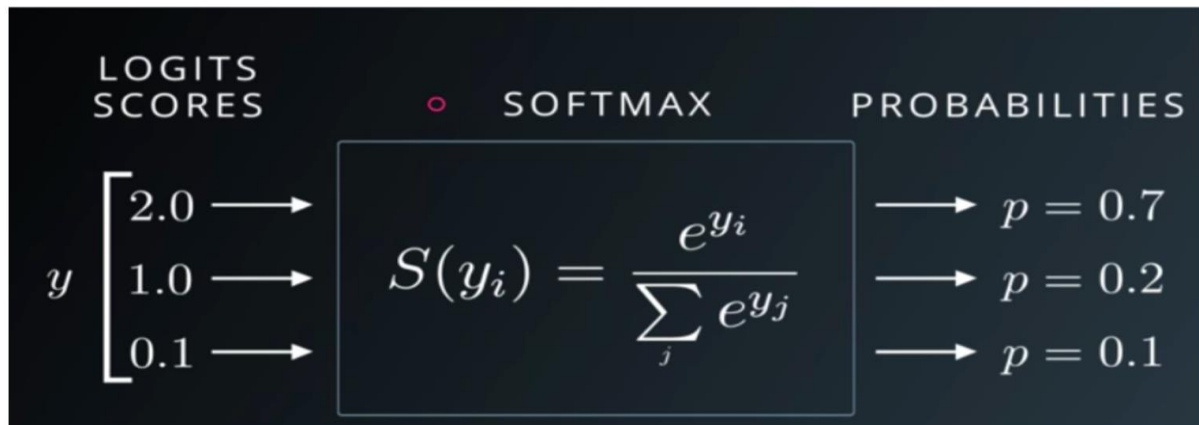 LOGITS
SCORES
SOFTMAX
PROBABILITIES
y
2.0
1.0
0.1
S(y_i) = e^{y_i} / \sum_j e^{y_j}
p = 0.7
p = 0.2
p = 0.1